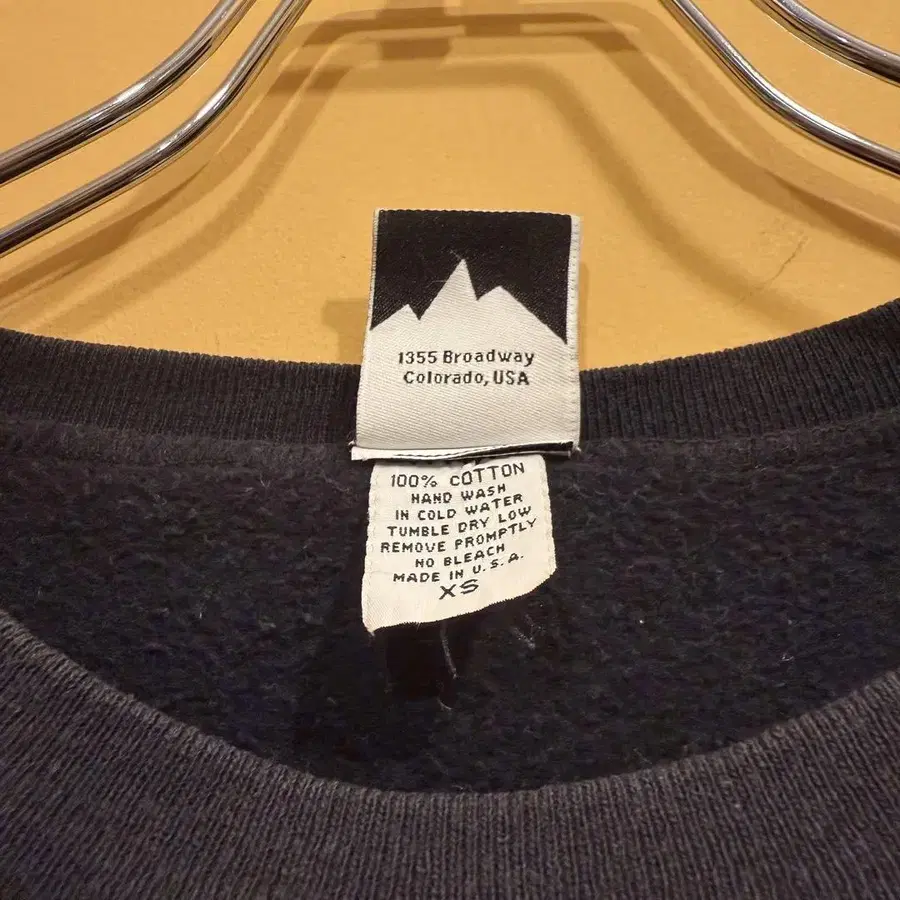 1355 Broadway
Colorado, USA
100% COTTON
HAND WASH
IN COLD WATER
TUMBLE DRY LOW
REMOVE PROMPTLY
NO BLEACH
MADE IN U.S.A.
XS